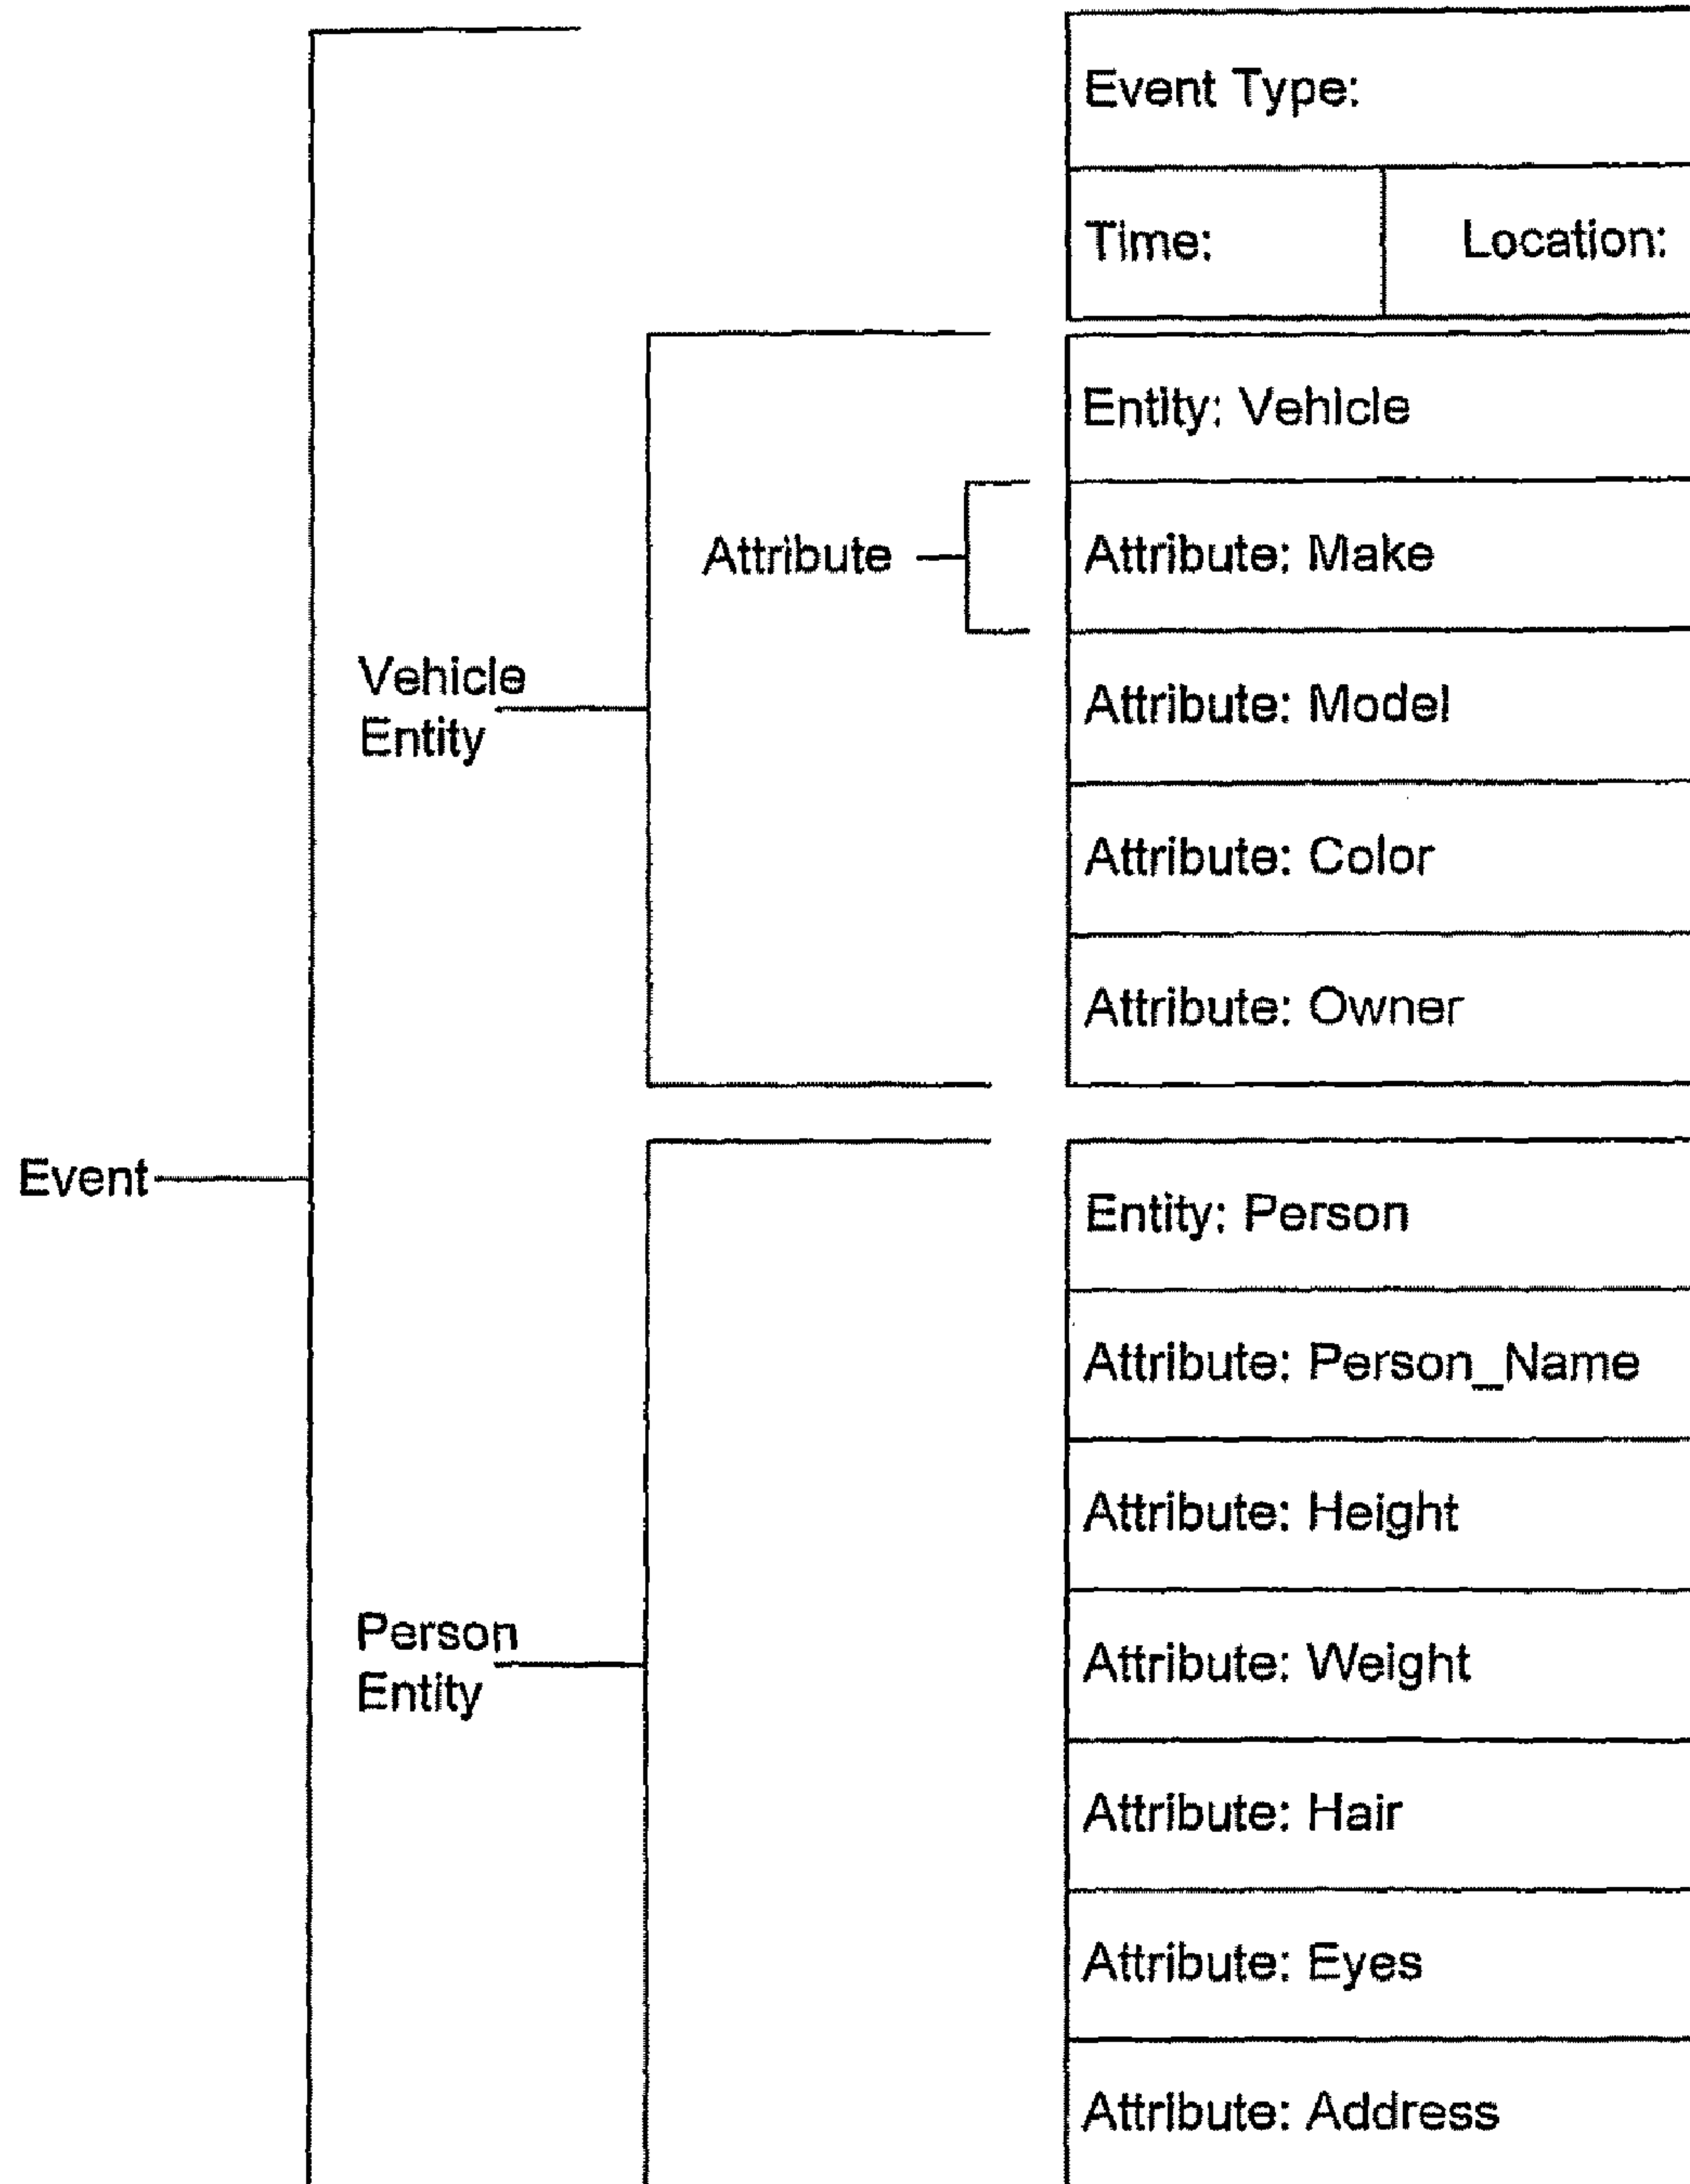 Event Type:
Time: Location:
Entity: Vehicle
Attribute Attribute: Make
Vehicle
Entity
Attribute: Model
Attribute: Color
Attribute: Owner
Event
Entity: Person
Attribute: Person_Name
Attribute: Height
Person
Entity
Attribute: Weight
Attribute: Hair
Attribute: Eyes
Attribute: Address